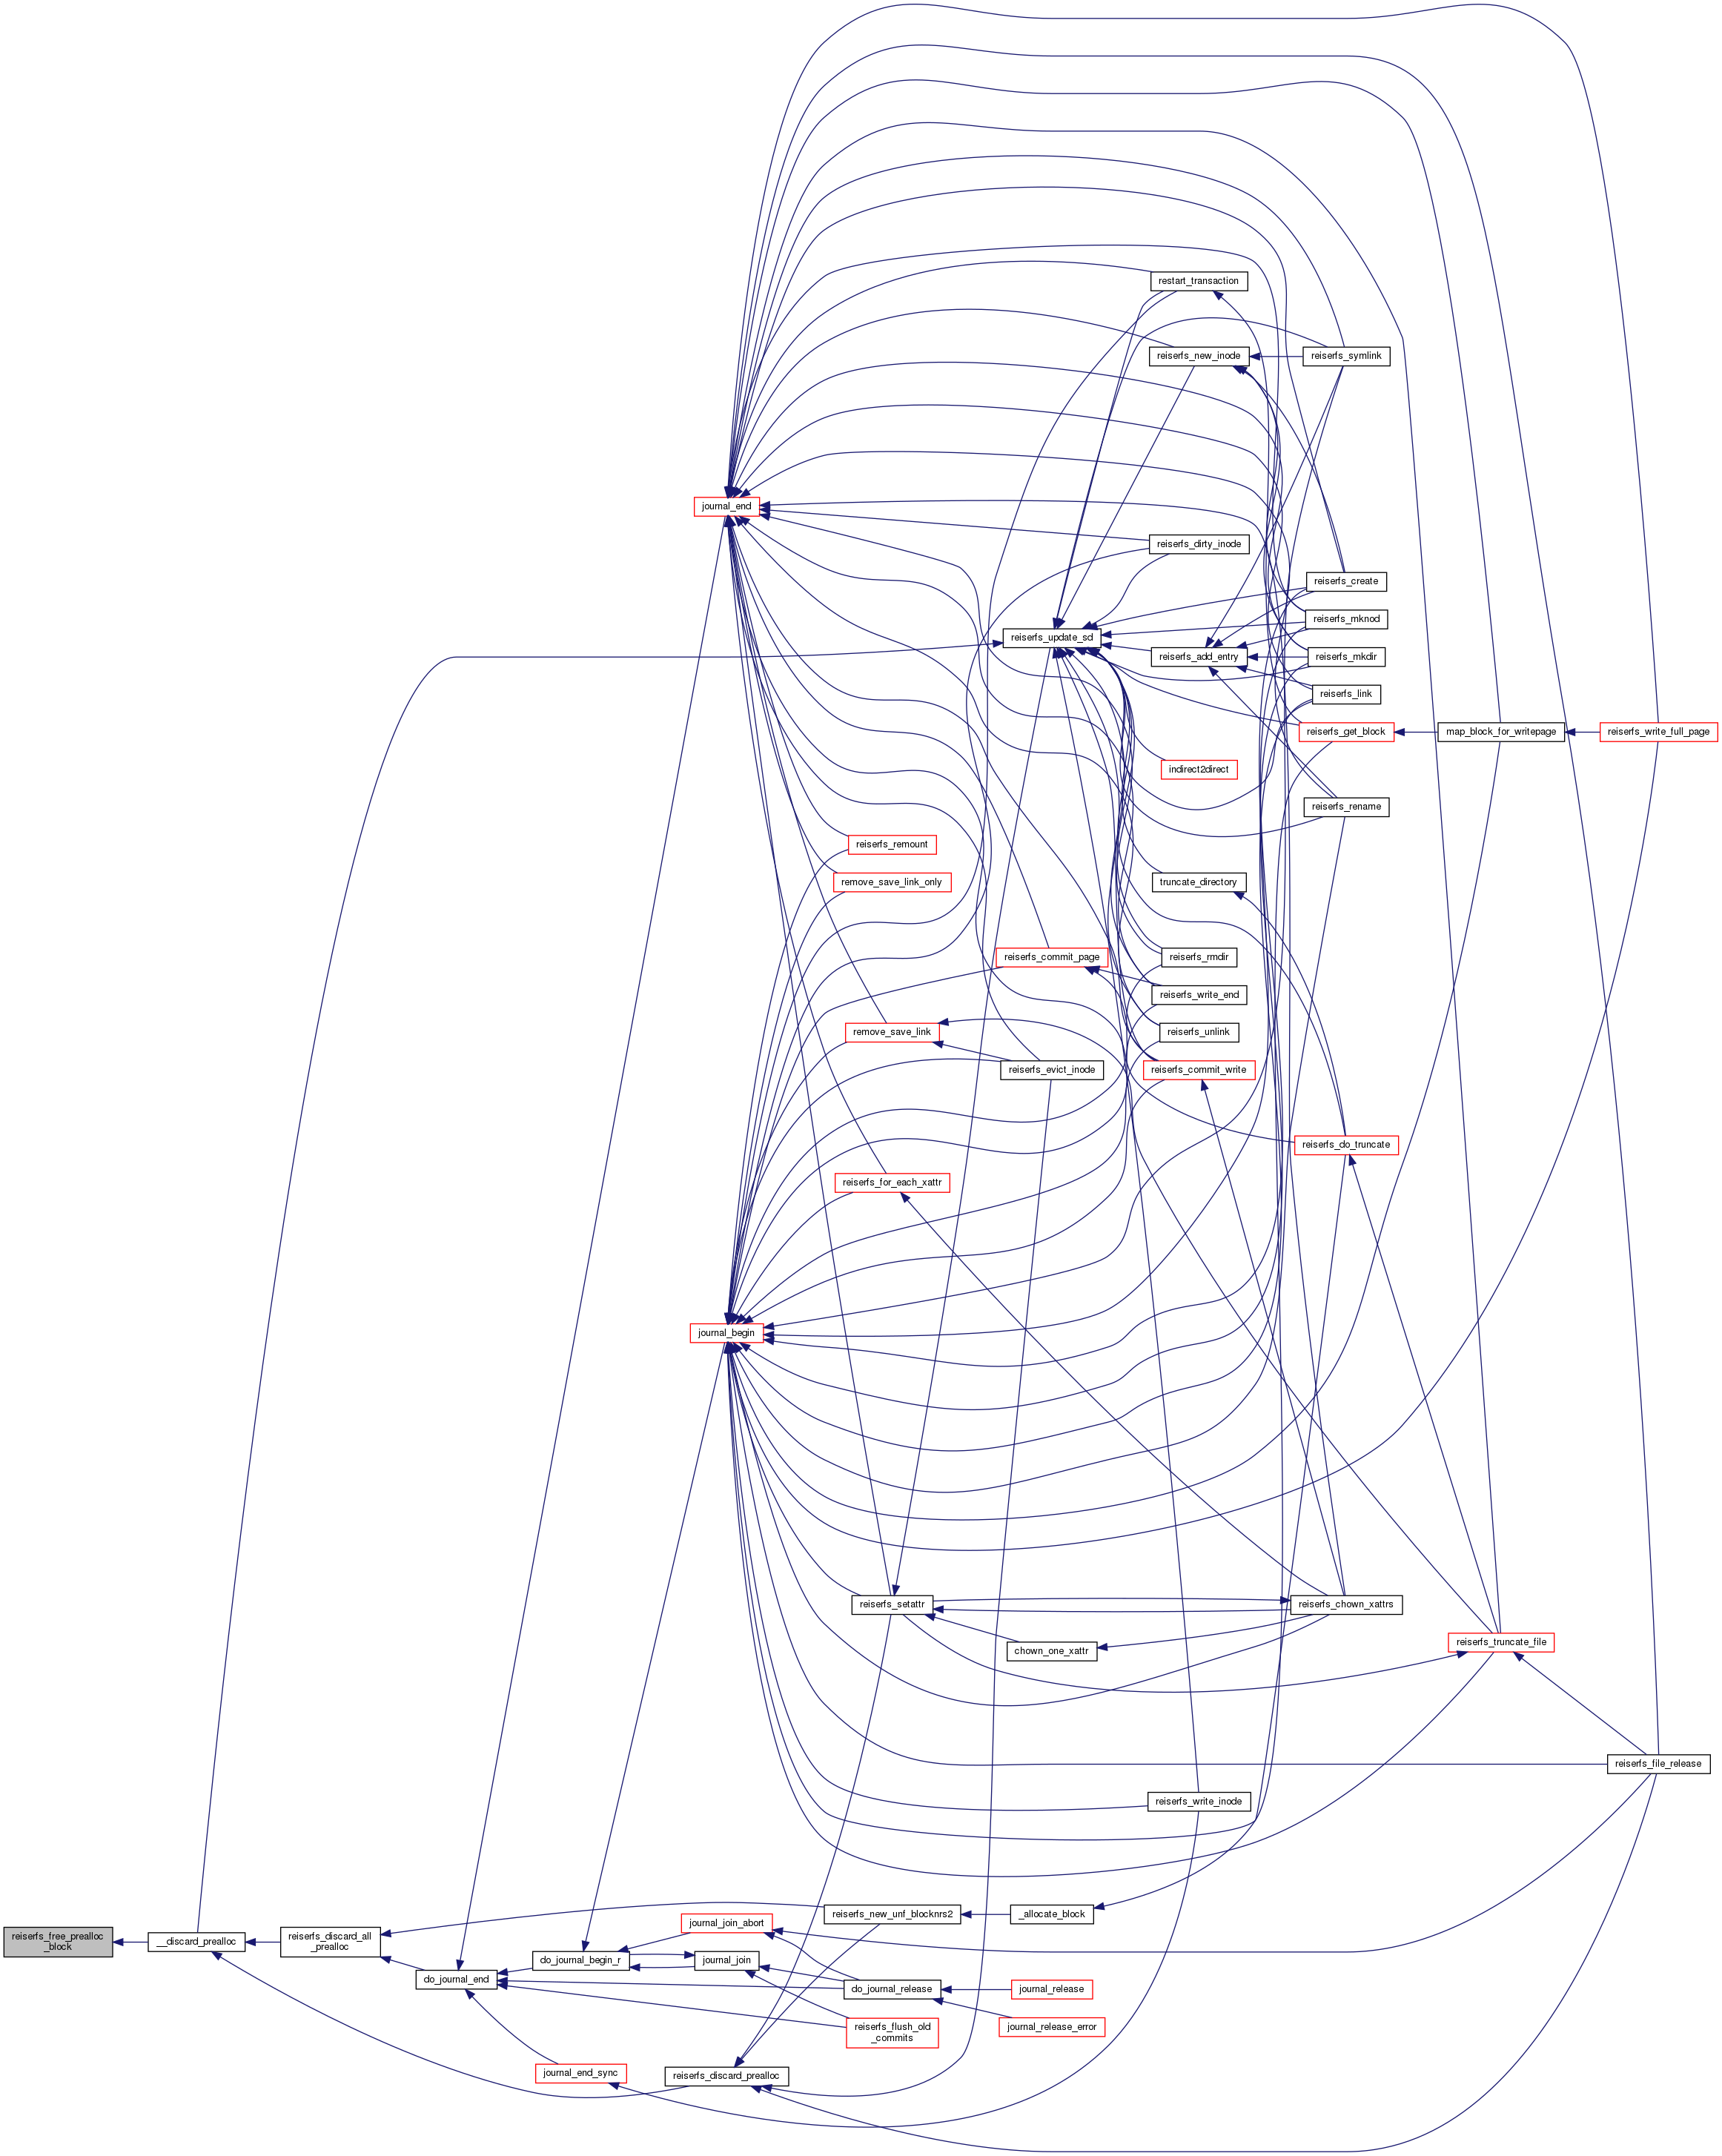 restart_transaction
reiserfs_new_inode
reiserfs_symlink
journal_end
reiserfs_dirty_inode
reiserfs_create
reiserfs_mknod
reiserfs_update_sd
reiserfs_add_entry
reiserfs_mkdir
reiserfs_link
reiserfs_get_block
map_block_for_writepage
reiserfs_write_full_page
indirect2direct
reiserfs_rename
reiserfs_remount
remove_save_link_only
truncate_directory
reiserfs_commit_page
reiserfs_rmdir
reiserfs_write_end
remove_save_link
reiserfs_unlink
reiserfs_evict_inode
reiserfs_commit_write
reiserfs_do_truncate
reiserfs_for_each_xattr
journal_begin
reiserfs_setattr
reiserfs_chown_xattrs
chown_one_xattr
reiserfs_truncate_file
reiserfs_file_release
reiserfs_write_inode
reiserfs_new_unf_blocknrs2
_allocate_block
reiserfs_free_prealloc
_block
__discard_prealloc
reiserfs_discard_all
_prealloc
journal_join_abort
do_journal_begin_r
journal_join
do_journal_end
do_journal_release
journal_release
reiserfs_flush_old
_commits
journal_release_error
journal_end_sync
reiserfs_discard_prealloc